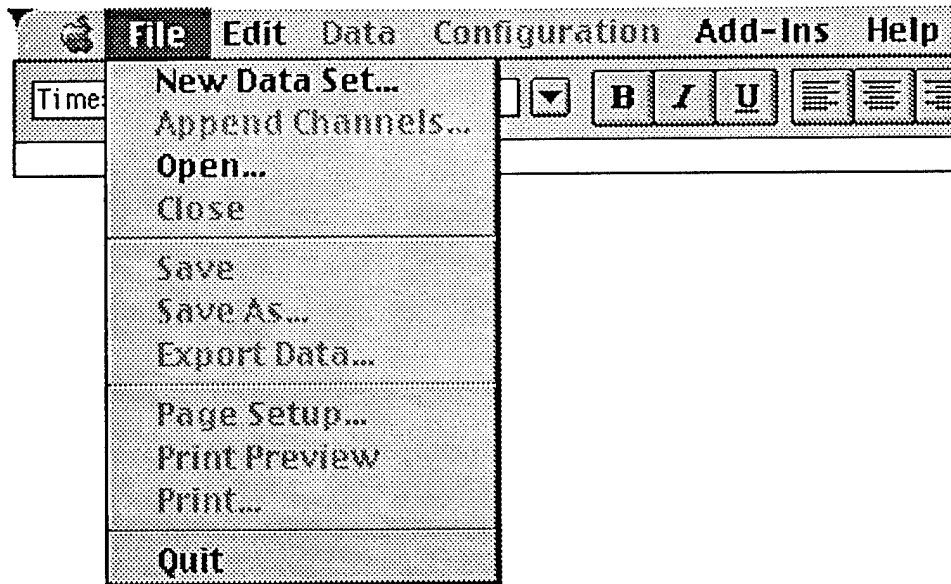 File Edit Data Configuration Add-Ins Help
Time
B I U
New Data Set...
Append Channels...
Open...
Close
Save
Save As...
Export Data...
Page Setup...
Print Preview
Print...
Quit